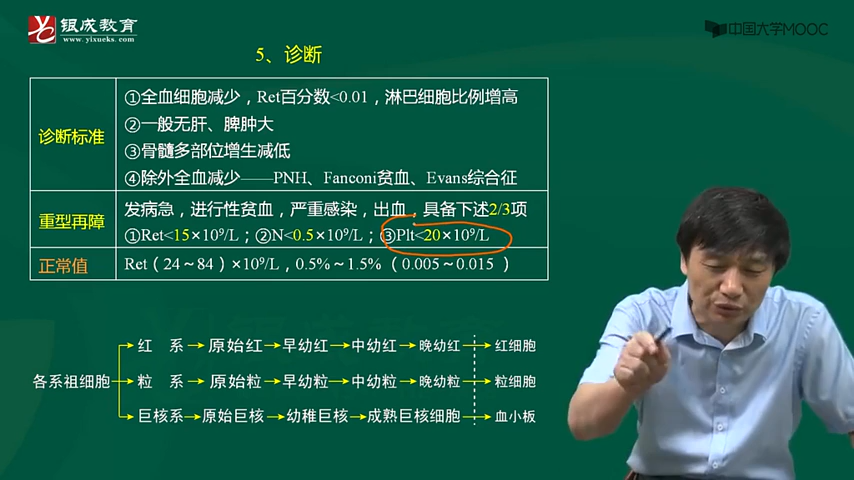 银成教育
www.yixueks.com
中国大学MOOC
5、诊断
诊断标准
①全血细胞减少，Ret百分数<0.01，淋巴细胞比例增高
②一般无肝、脾肿大
③骨髓多部位增生减低
④除外全血减少——PNH、Fanconi贫血、Evans综合征
重型再障
发病急，进行性贫血，严重感染，出血，具备下述2/3项
①Ret<15×10⁹/L；②N<0.5×10⁹/L；③Plt<20×10⁹/L
正常值
Ret（24～84）×10⁹/L，0.5%～1.5%（0.005～0.015 ）
各系祖细胞
红 系 原始红 早幼红 中幼红 晚幼红 红细胞
粒 系 原始粒 早幼粒 中幼粒 晚幼粒 粒细胞
巨核系 原始巨核 幼稚巨核 成熟巨核细胞 血小板